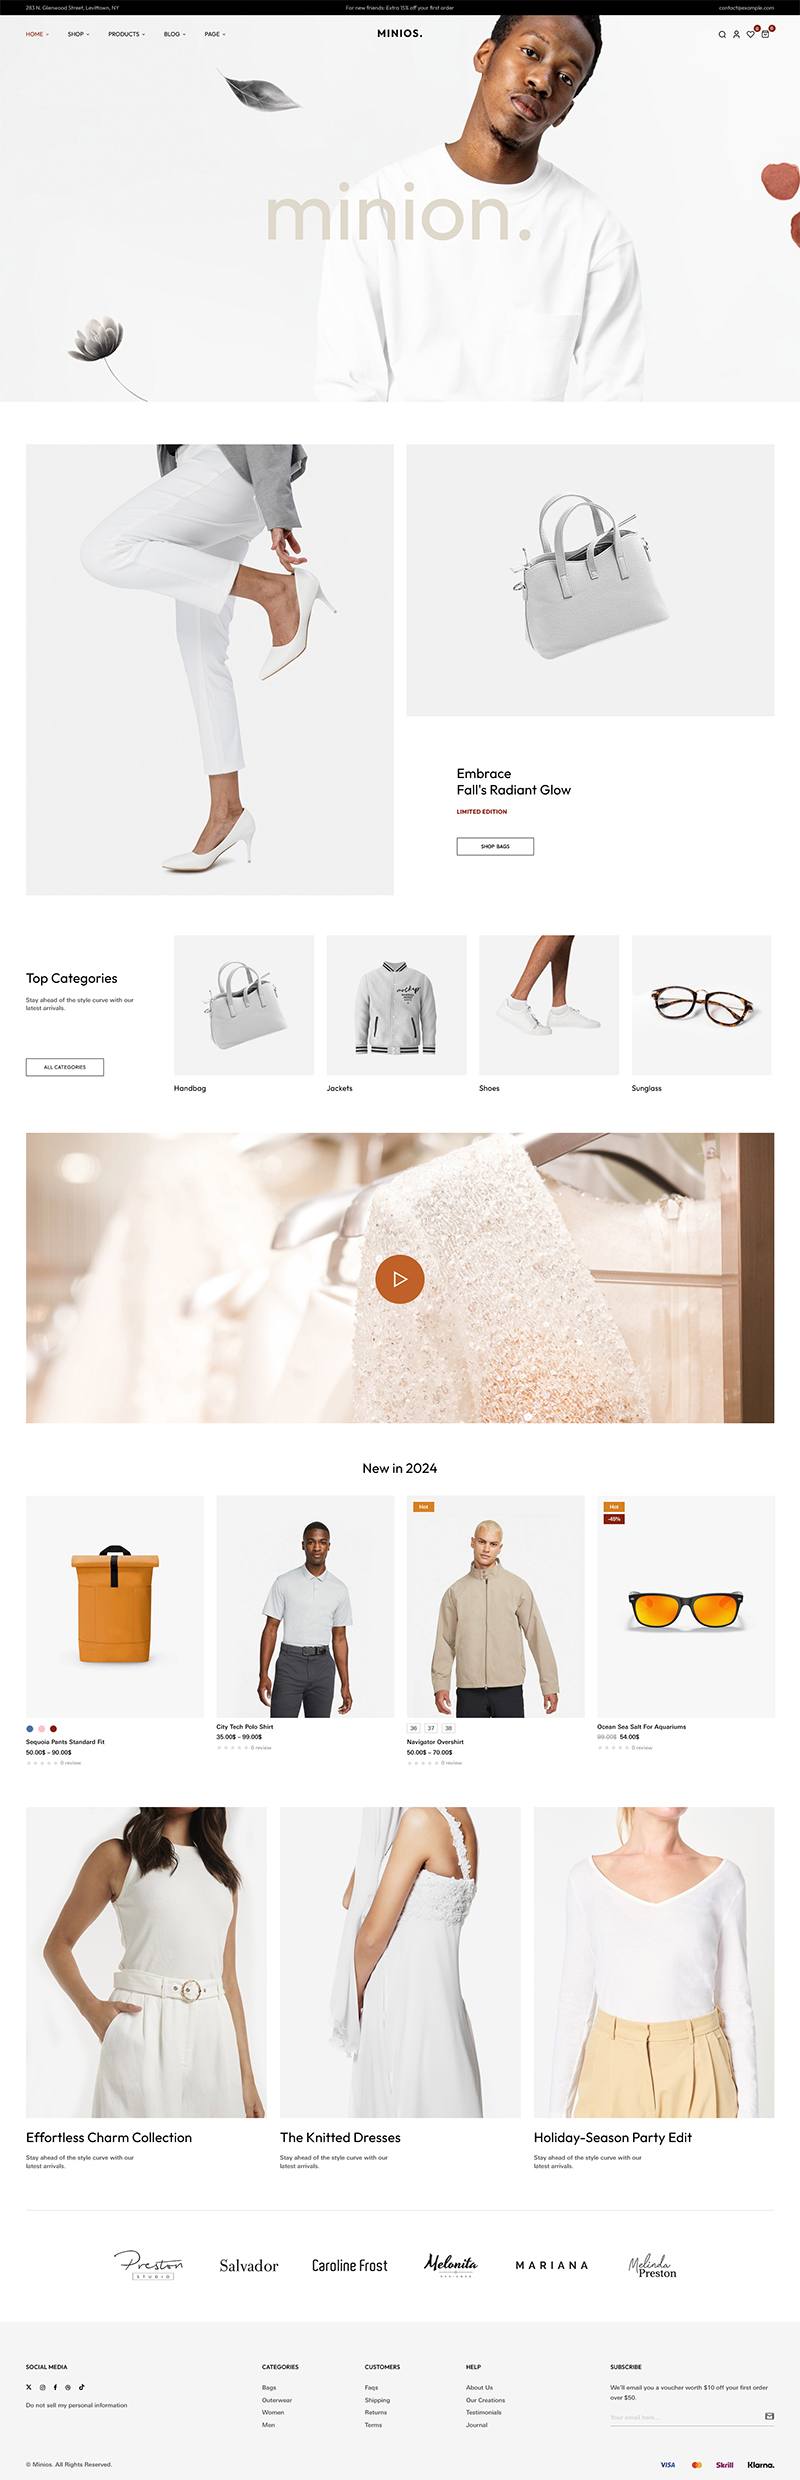 283 N. Glenwood Street, Levittown, NY
For new friends: Extra 15% off your first order
contact@example.com
HOME
SHOP
PRODUCTS
BLOG
PAGE
MINIOS.
0
0
minion.
Embrace
Fall's Radiant Glow
LIMITED EDITION
SHOP BAGS
Top Categories
Stay ahead of the style curve with our
latest arrivals.
ALL CATEGORIES
Handbag
Jackets
Shoes
Sunglass
New in 2024
Hot
Hot
-45%
Sequoia Pants Standard Fit
50.00$ – 90.00$
0 review
City Tech Polo Shirt
35.00$ – 99.00$
0 review
36
37
38
Navigator Overshirt
50.00$ – 70.00$
0 review
Ocean Sea Salt For Aquariums
99.00$ 54.00$
0 review
Effortless Charm Collection
Stay ahead of the style curve with our
latest arrivals.
The Knitted Dresses
Stay ahead of the style curve with our
latest arrivals.
Holiday-Season Party Edit
Stay ahead of the style curve with our
latest arrivals.
Preston
STUDIO
Salvador
Caroline Frost
Melonita
DESIGNER
MARIANA
Melinda
Preston
SOCIAL MEDIA
Do not sell my personal information
CATEGORIES
Bags
Outerwear
Women
Men
CUSTOMERS
Faqs
Shipping
Returns
Terms
HELP
About Us
Our Creations
Testimonials
Journal
SUBSCRIBE
We'll email you a voucher worth $10 off your first order
over $50.
Your email here...
© Minios. All Rights Reserved.
VISA
Skrill
Klarna.